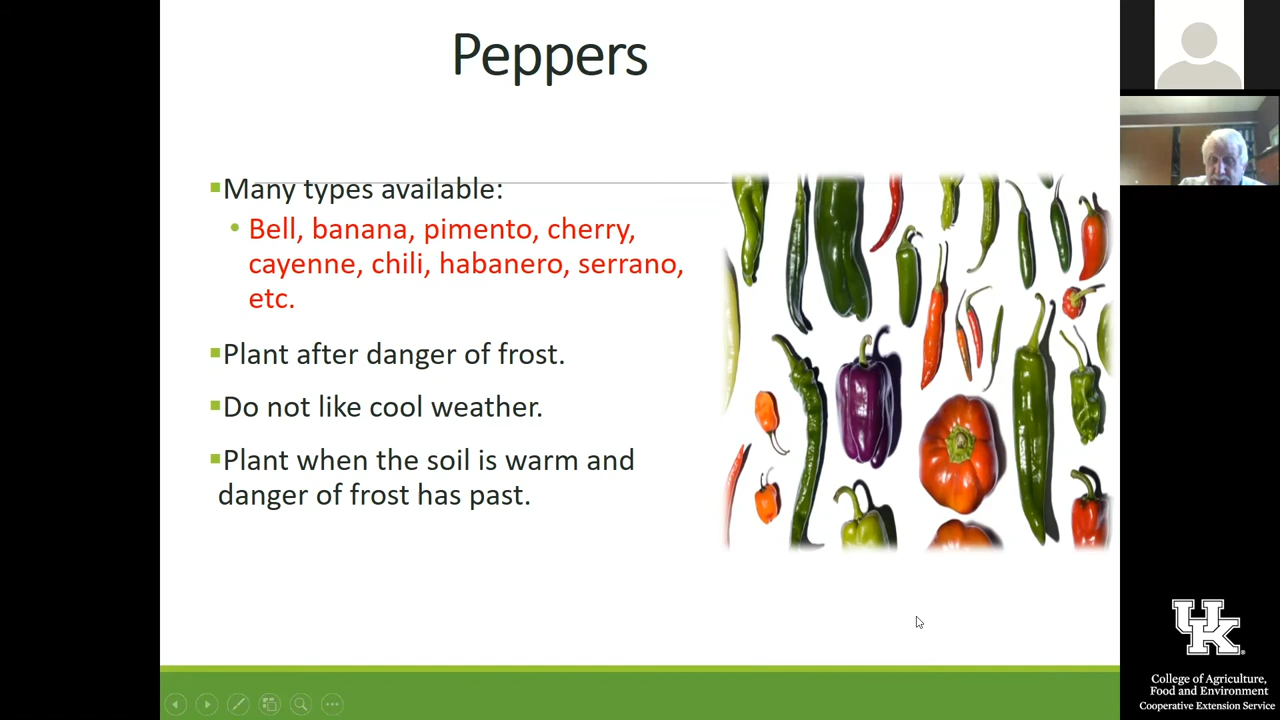 Peppers
Many types available:
Bell, banana, pimento, cherry,
cayenne, chili, habanero, serrano,
etc.
Plant after danger of frost.
Do not like cool weather.
Plant when the soil is warm and
danger of frost has past.
UK
College of Agriculture,
Food and Environment
Cooperative Extension Service